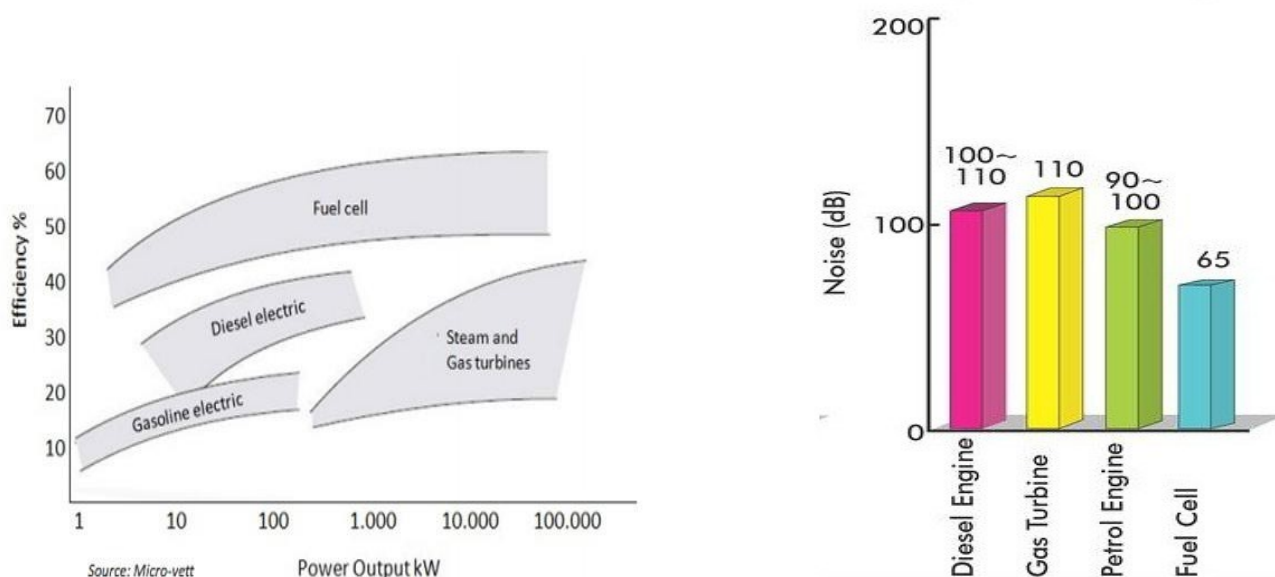 70
60
50
40
30
20
10
Efficiency %
Fuel cell
Diesel electric
Steam and
Gas turbines
Gasoline electric
1 10 100 1.000 10.000 100.000
Source: Micro-vett
Power Output kW
200
100
0
Noise (dB)
100~
110
110
90~
100
65
Diesel Engine
Gas Turbine
Petrol Engine
Fuel Cell